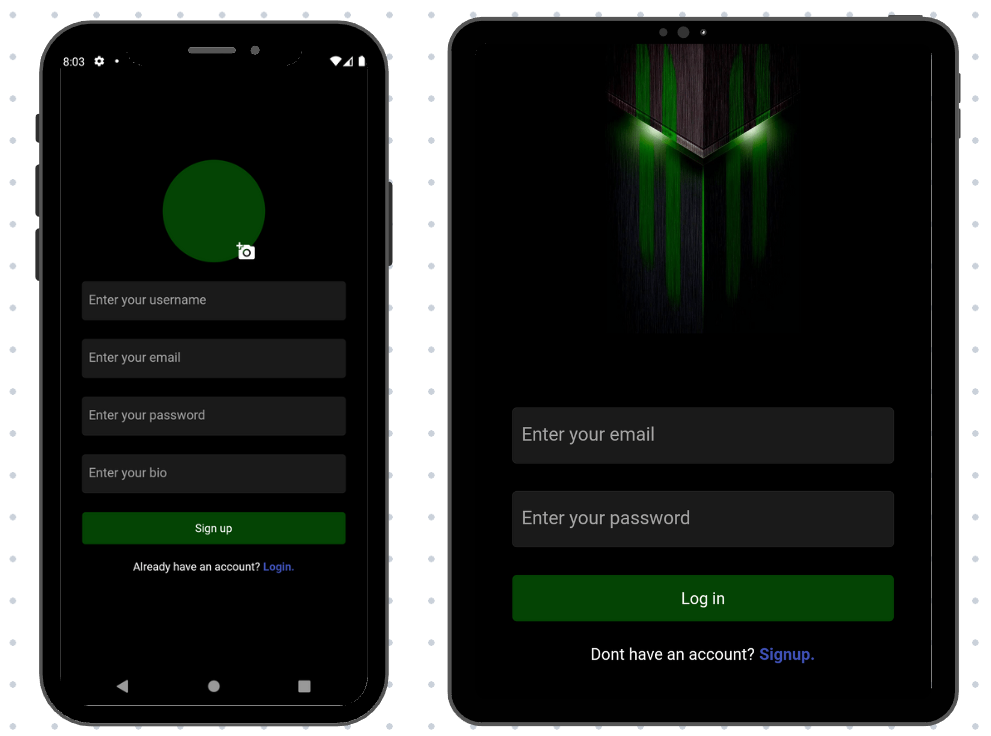 8:03
Enter your username
Enter your email
Enter your password
Enter your bio
Sign up
Already have an account? Login.
Enter your email
Enter your password
Log in
Dont have an account? Signup.